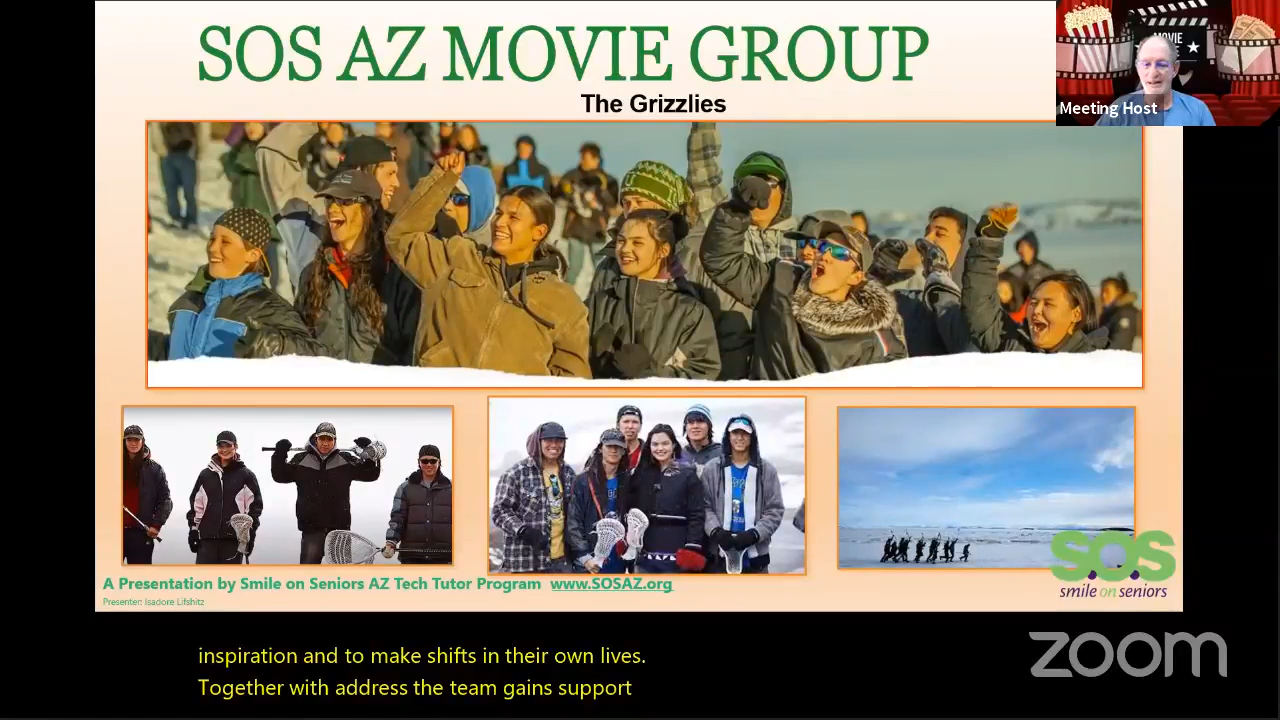 SOS AZ MOVIE GROUP
The Grizzlies
MOVIE
Meeting Host
A Presentation by Smile on Seniors AZ Tech Tutor Program www.SOSAZ.org
Presenter: Isadore Lifshitz
SOS
smile on seniors
inspiration and to make shifts in their own lives.
Together with address the team gains support
zoom